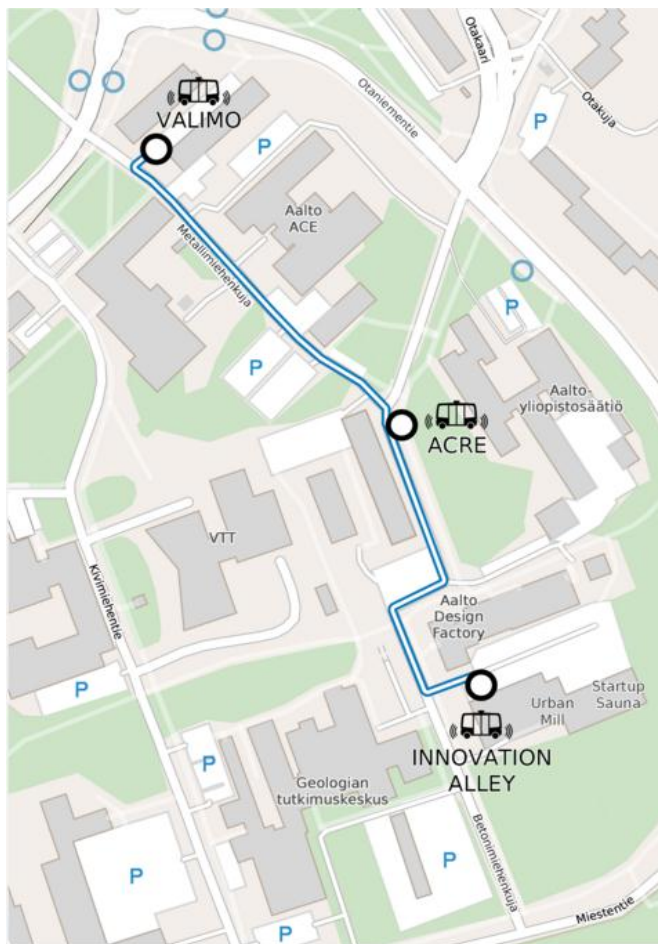 Otakaari
Otaniementie
Otakuja
VALIMO
P
P
Aalto
ACE
Metallimiehenkuja
P
P
Aalto-
yliopistosäätiö
ACRE
VTT
Kivimiehentie
Aalto
Design
Factory
P
Startup
Sauna
Urban
Mill
INNOVATION
ALLEY
P
Geologian
tutkimuskeskus
Betonimiehenkuja
P
P
P
Miestentie